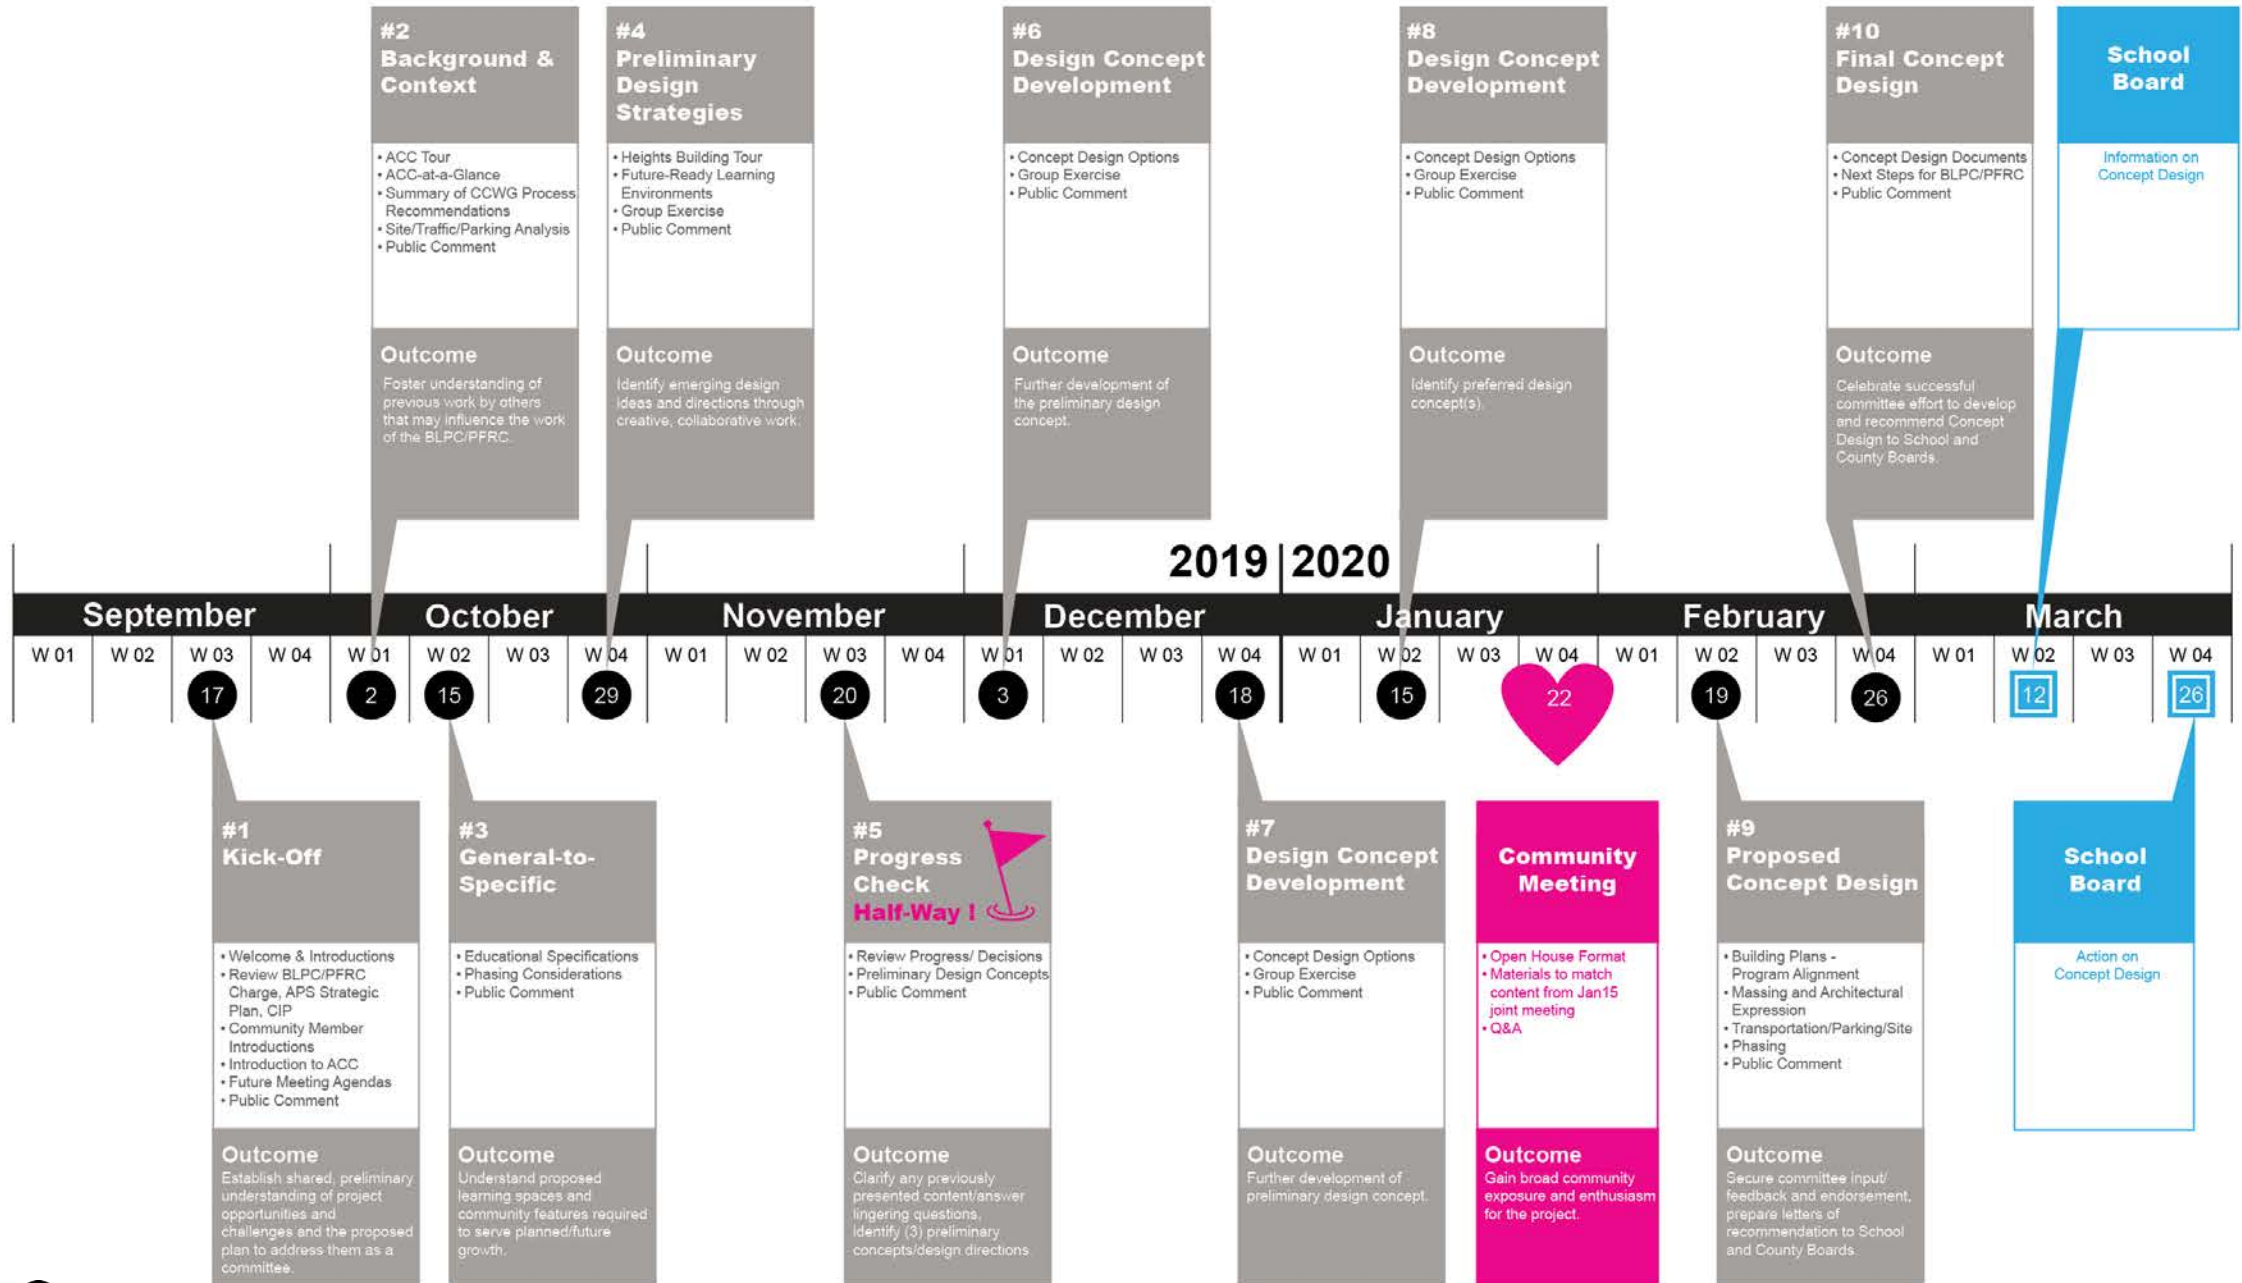 #2
Background &
Context
• ACC Tour
• ACC-at-a-Glance
• Summary of CCWG Process
Recommendations
• Site/Traffic/Parking Analysis
• Public Comment
Outcome
Foster understanding of
previous work by others
that may influence the work
of the BLPC/PFRC.
#4
Preliminary
Design
Strategies
• Heights Building Tour
• Future-Ready Learning
Environments
• Group Exercise
• Public Comment
Outcome
Identify emerging design
ideas and directions through
creative, collaborative work.
#6
Design Concept
Development
• Concept Design Options
• Group Exercise
• Public Comment
Outcome
Further development of
the preliminary design
concept.
#8
Design Concept
Development
• Concept Design Options
• Group Exercise
• Public Comment
Outcome
Identify preferred design
concept(s).
#10
Final Concept
Design
• Concept Design Documents
• Next Steps for BLPC/PFRC
• Public Comment
Outcome
Celebrate successful
committee effort to develop
and recommend Concept
Design to School and
County Boards.
School
Board
Information on
Concept Design
2019 | 2020
September October November December January February March
W 01 W 02 W 03 W 04 W 01 W 02 W 03 W 04 W 01 W 02 W 03 W 04 W 01 W 02 W 03 W 04 W 01 W 02 W 03 W 04 W 01 W 02 W 03 W 04 W 01 W 02 W 03 W 04
17 2 15 29 20 3 18 15 22 19 26 12 26
#1
Kick-Off
• Welcome & Introductions
• Review BLPC/PFRC
Charge, APS Strategic
Plan, CIP
• Community Member
Introductions
• Introduction to ACC
• Future Meeting Agendas
• Public Comment
Outcome
Establish shared, preliminary
understanding of project
opportunities and
challenges and the proposed
plan to address them as a
committee.
#3
General-to-
Specific
• Educational Specifications
• Phasing Considerations
• Public Comment
Outcome
Understand proposed
learning spaces and
community features required
to serve planned/future
growth.
#5
Progress
Check
Half-Way !
• Review Progress/ Decisions
• Preliminary Design Concepts
• Public Comment
Outcome
Clarify any previously
presented content/answer
lingering questions.
Identify (3) preliminary
concepts/design directions
#7
Design Concept
Development
• Concept Design Options
• Group Exercise
• Public Comment
Outcome
Further development of
preliminary design concept.
Community
Meeting
• Open House Format
• Materials to match
content from Jan15
joint meeting
• Q&A
Outcome
Gain broad community
exposure and enthusiasm
for the project.
#9
Proposed
Concept Design
• Building Plans -
Program Alignment
• Massing and Architectural
Expression
• Transportation/Parking/Site
• Phasing
• Public Comment
Outcome
Secure committee input/
feedback and endorsement,
prepare letters of
recommendation to School
and County Boards.
School
Board
Action on
Concept Design